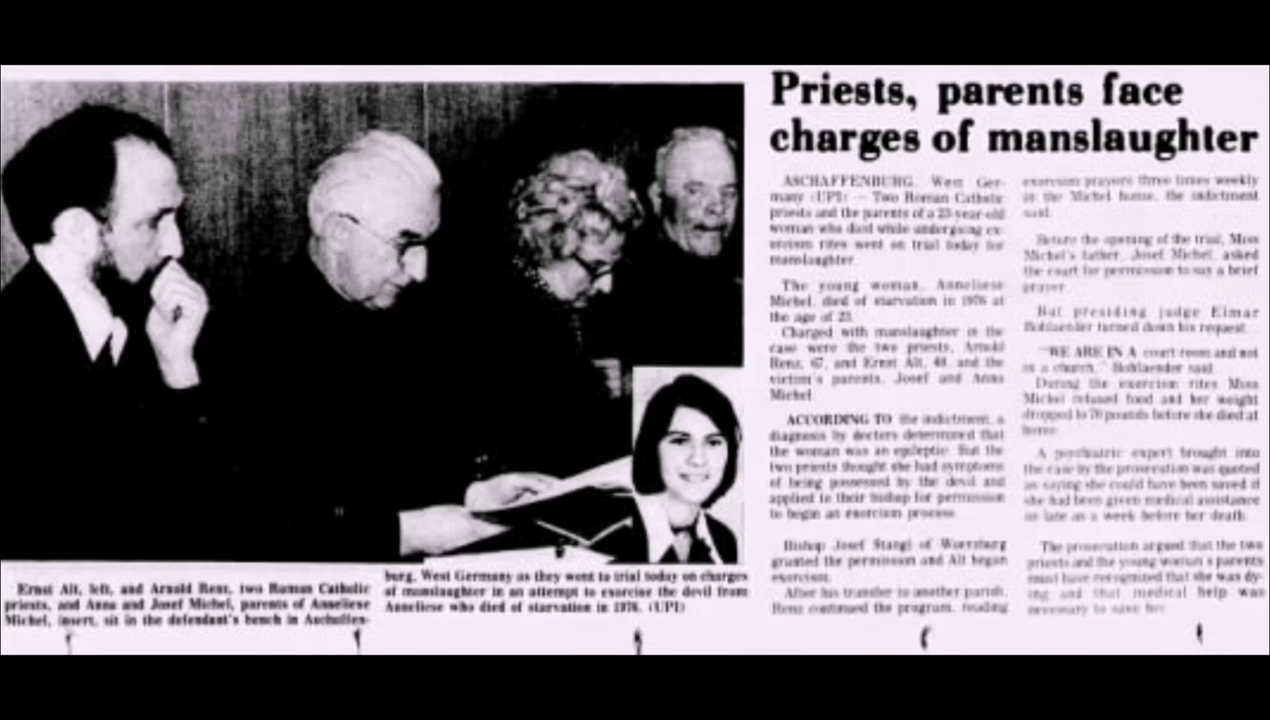 Priests, parents face
charges of manslaughter
ASCHAFFENBURG, West Ger-
many (UPI) — Two Roman Catholic
priests and the parents of a 23-year-old
woman who died while undergoing ex-
orcism rites went on trial today for
manslaughter.
The young woman, Anneliese
Michel, died of starvation in 1976 at
the age of 23.
Charged with manslaughter in the
case were the two priests, Arnold
Renz, 67, and Ernst Alt, 40, and the
victim's parents, Josef and Anna
Michel.
ACCORDING TO the indictment, a
diagnosis by doctors determined that
the woman was an epileptic. But the
two priests thought she had symptoms
of being possessed by the devil and
applied to their bishop for permission
to begin an exorcism process.
Bishop Josef Stangl of Wuerzburg
granted the permission and Alt began
exorcism.
After his transfer to another parish,
Renz continued the program, reading
exorcism prayers three times weekly
in the Michel home, the indictment
said.
Before the opening of the trial, Miss
Michel's father, Josef Michel, asked
the court for permission to say a brief
prayer.
But presiding judge Elmar
Bohlaender turned down his request.
"WE ARE IN A court room and not
in a church," Bohlaender said.
During the exorcism rites Miss
Michel refused food and her weight
dropped to 70 pounds before she died at
home.
A psychiatric expert brought into
the case by the prosecution was quoted
as saying she could have been saved if
she had been given medical assistance
as late as a week before her death.
The prosecution argued that the two
priests and the young woman's parents
must have recognized that she was dy-
ing and that medical help was
necessary to save her.
Ernst Alt, left, and Arnold Renz, two Roman Catholic
priests, and Anna and Josef Michel, parents of Anneliese
Michel, insert, sit in the defendant's bench in Aschaffen-
burg, West Germany as they went to trial today on charges
of manslaughter in an attempt to exorcise the devil from
Anneliese who died of starvation in 1976. (UPI)